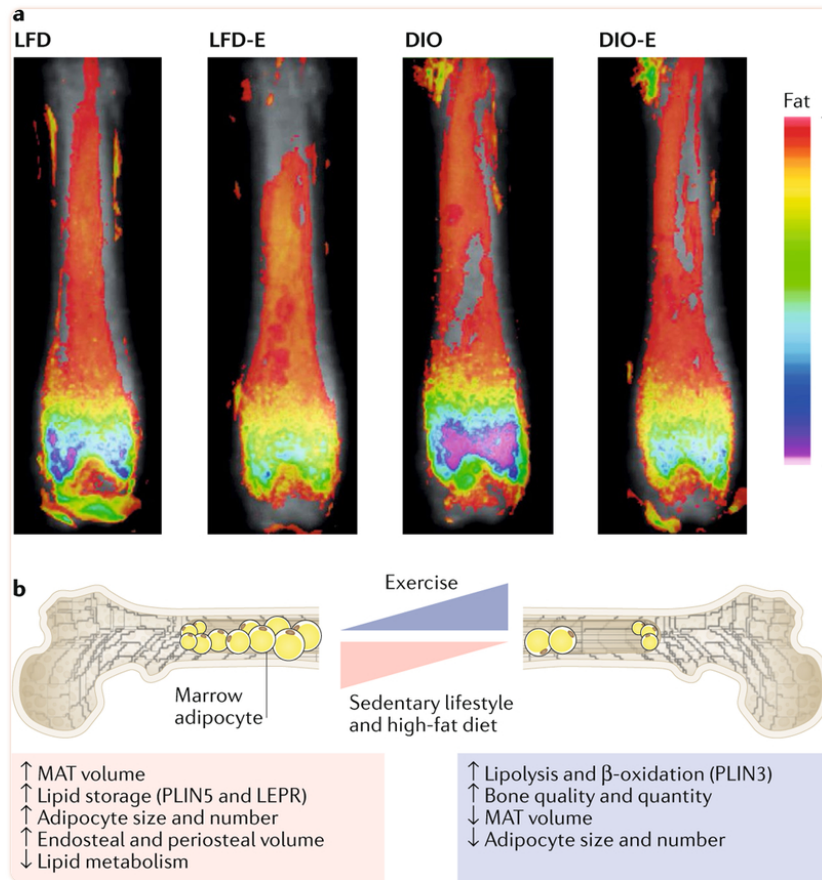 a
LFD
LFD-E
DIO
DIO-E
Fat
b
Exercise
Marrow
adipocyte
Sedentary lifestyle
and high-fat diet
↑ MAT volume
↑ Lipid storage (PLIN5 and LEPR)
↑ Adipocyte size and number
↑ Endosteal and periosteal volume
↓ Lipid metabolism
↑ Lipolysis and β-oxidation (PLIN3)
↑ Bone quality and quantity
↓ MAT volume
↓ Adipocyte size and number